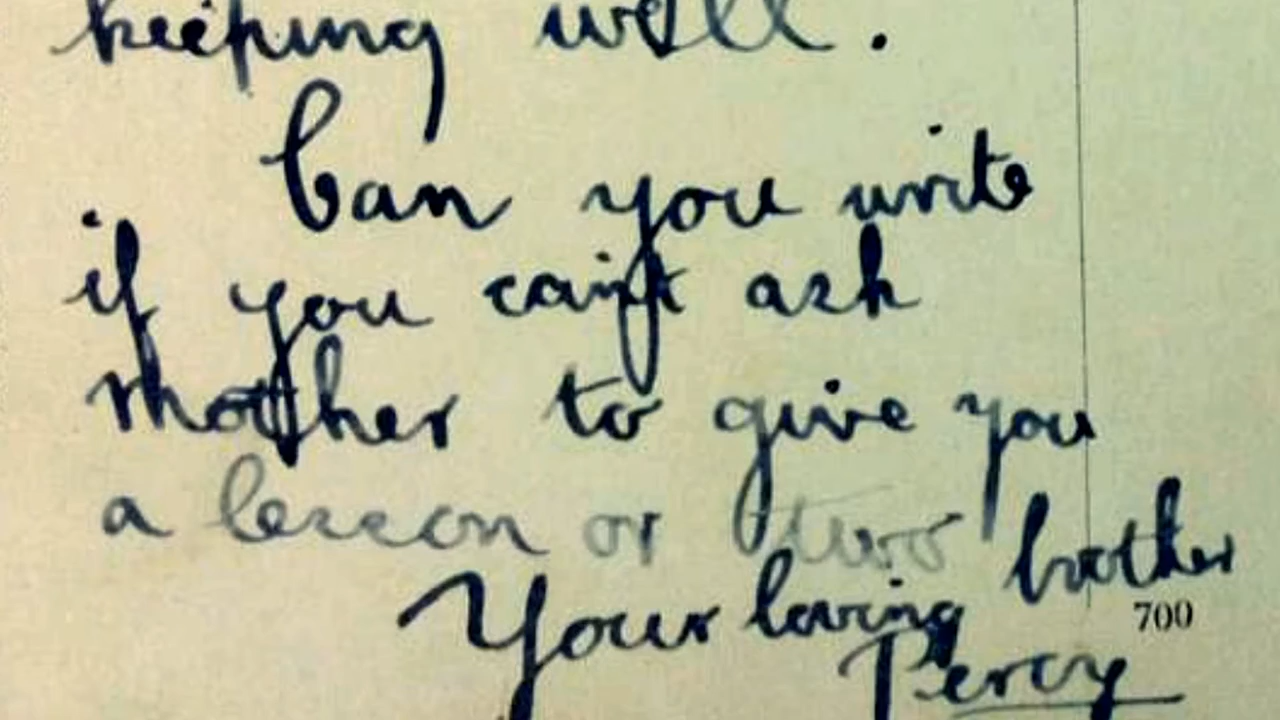 keeping well.
Can you write
if you can't ask
mother to give you
a lesson or two
Your loving brother
700
Percy